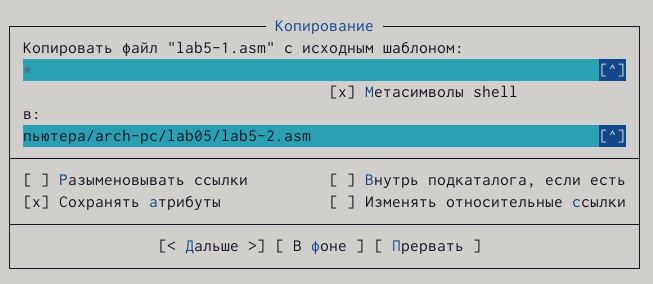 Копирование
Копировать файл "lab5-1.asm" с исходным шаблоном:
* [^]
[x] Метасимволы shell
в:
пьютера/arch-pc/lab05/lab5-2.asm [^]
[ ] Разыменовывать ссылки [ ] Внутрь подкаталога, если есть
[x] Сохранять атрибуты [ ] Изменять относительные ссылки
[< Дальше >] [ В фоне ] [ Прервать ]